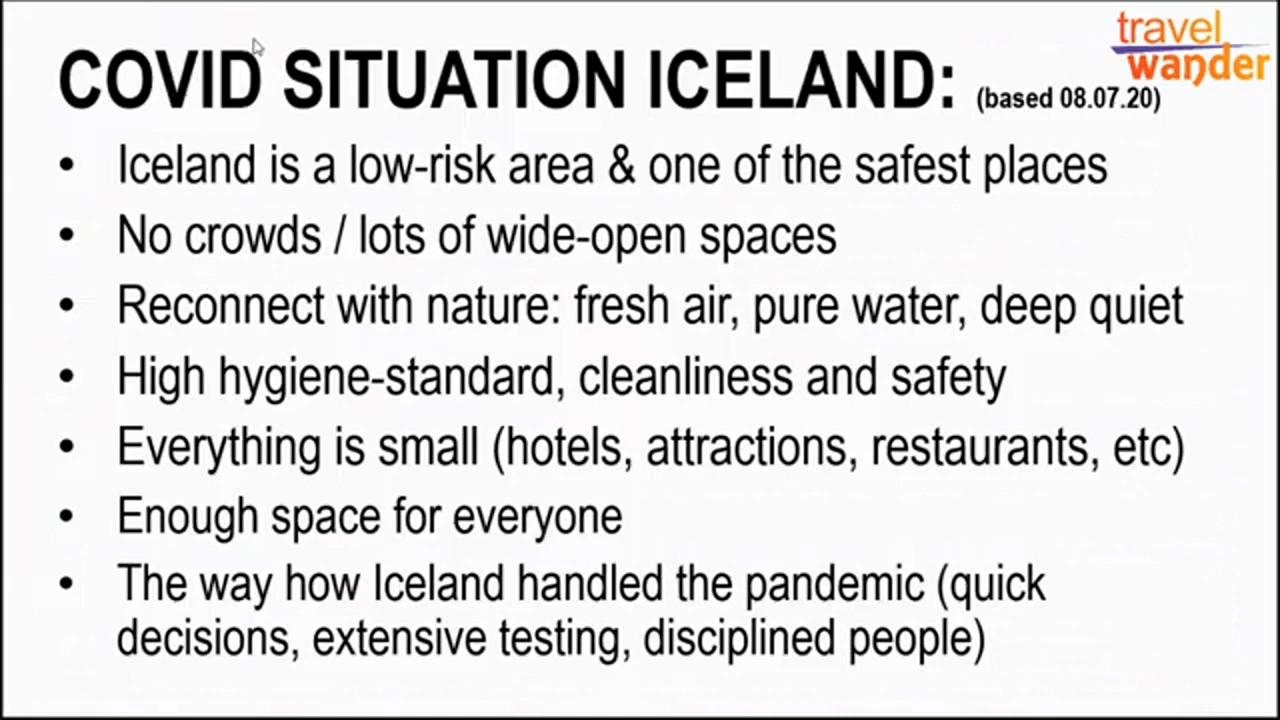 travel
wander
COVID SITUATION ICELAND: (based 08.07.20)
• Iceland is a low-risk area & one of the safest places
• No crowds / lots of wide-open spaces
• Reconnect with nature: fresh air, pure water, deep quiet
• High hygiene-standard, cleanliness and safety
• Everything is small (hotels, attractions, restaurants, etc)
• Enough space for everyone
• The way how Iceland handled the pandemic (quick
decisions, extensive testing, disciplined people)